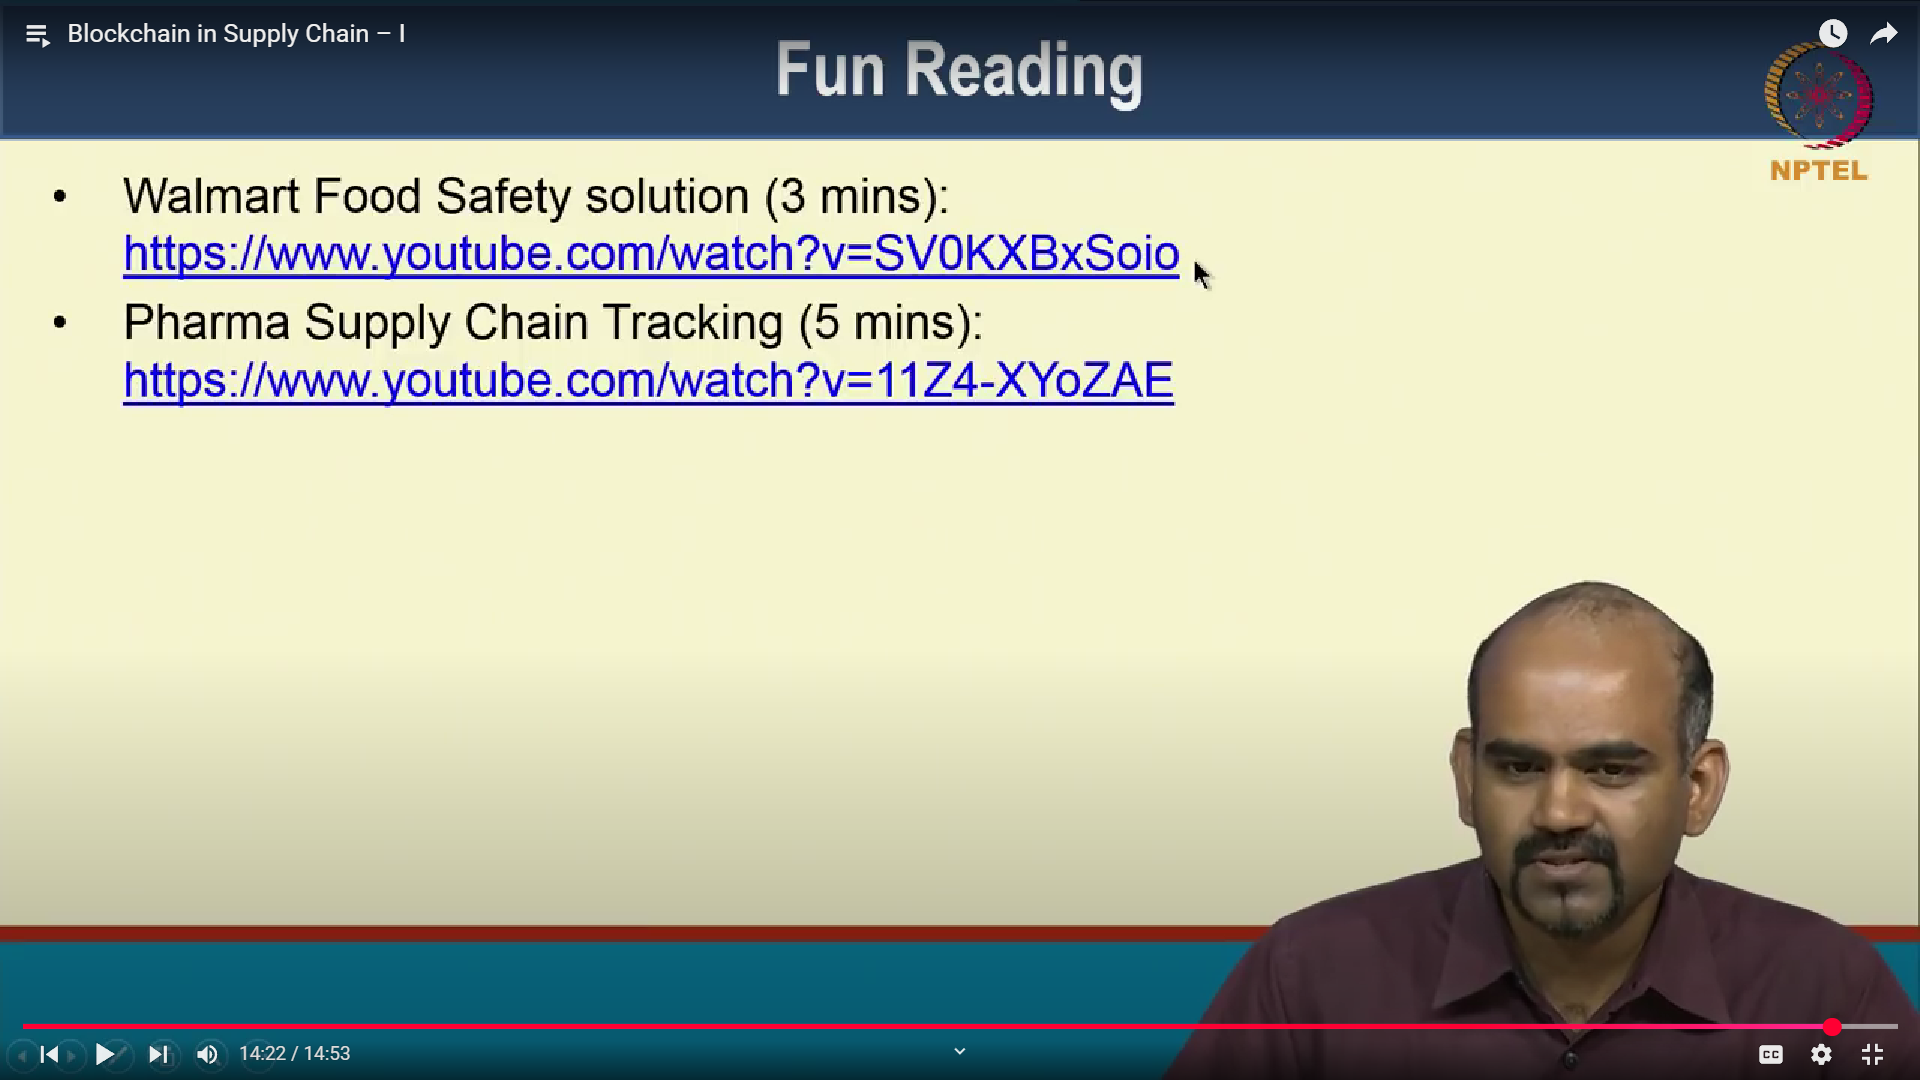 Blockchain in Supply Chain – I
Fun Reading
NPTEL
• Walmart Food Safety solution (3 mins):
https://www.youtube.com/watch?v=SV0KXBxSoio
• Pharma Supply Chain Tracking (5 mins):
https://www.youtube.com/watch?v=11Z4-XYoZAE
14:22 / 14:53
CC